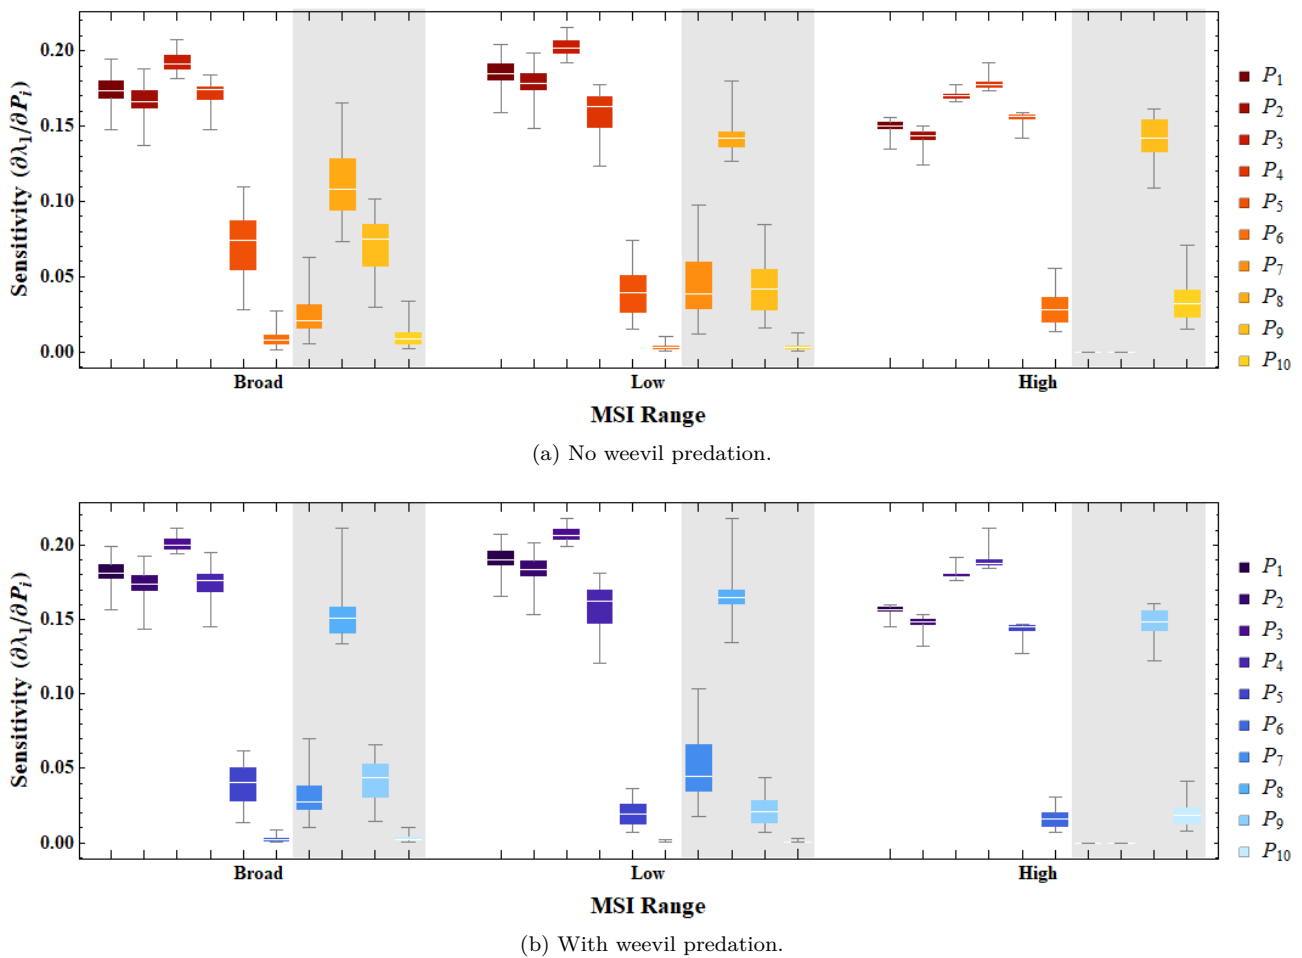 Sensitivity (∂λ₁/∂Pᵢ)
0.20
0.15
0.10
0.05
0.00
Broad Low High
MSI Range
P₁
P₂
P₃
P₄
P₅
P₆
P₇
P₈
P₉
P₁₀
(a) No weevil predation.
Sensitivity (∂λ₁/∂Pᵢ)
0.20
0.15
0.10
0.05
0.00
Broad Low High
MSI Range
P₁
P₂
P₃
P₄
P₅
P₆
P₇
P₈
P₉
P₁₀
(b) With weevil predation.